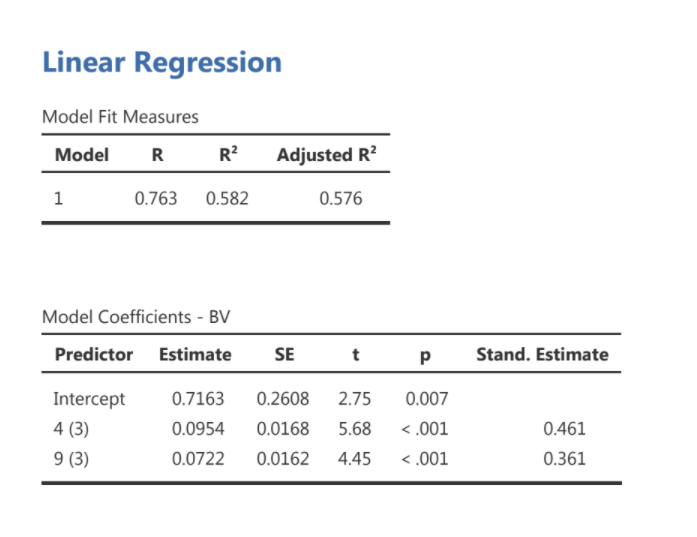 Linear Regression
Model Fit Measures
Model R R² Adjusted R²
1 0.763 0.582 0.576
Model Coefficients - BV
Predictor Estimate SE t p Stand. Estimate
Intercept 0.7163 0.2608 2.75 0.007
4 (3) 0.0954 0.0168 5.68 < .001 0.461
9 (3) 0.0722 0.0162 4.45 < .001 0.361